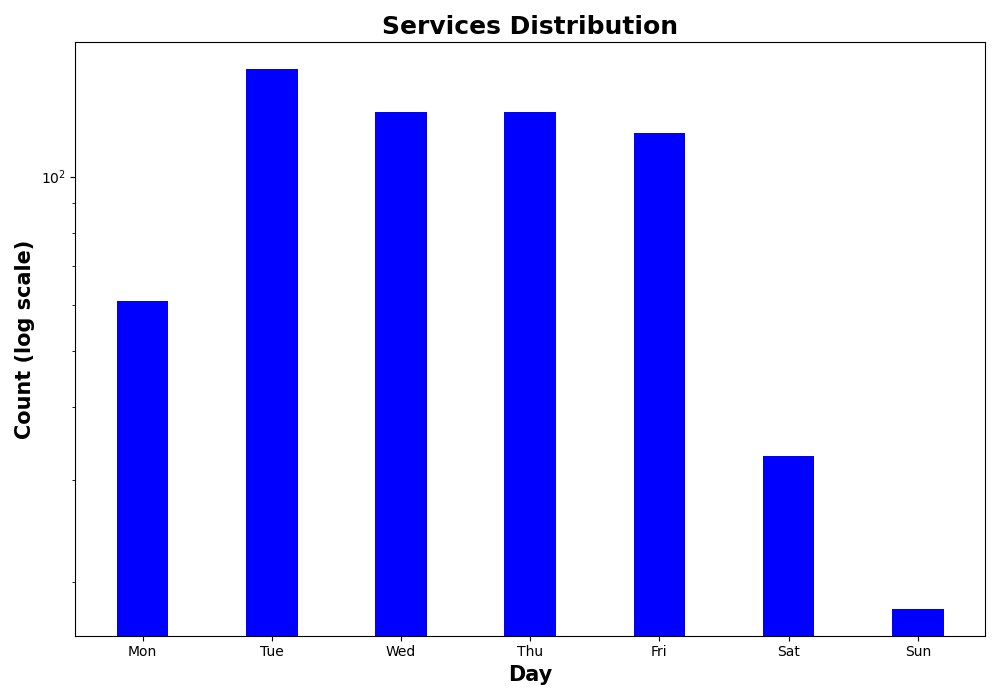 Services Distribution
Count (log scale)
10²
Mon Tue Wed Thu Fri Sat Sun
Day